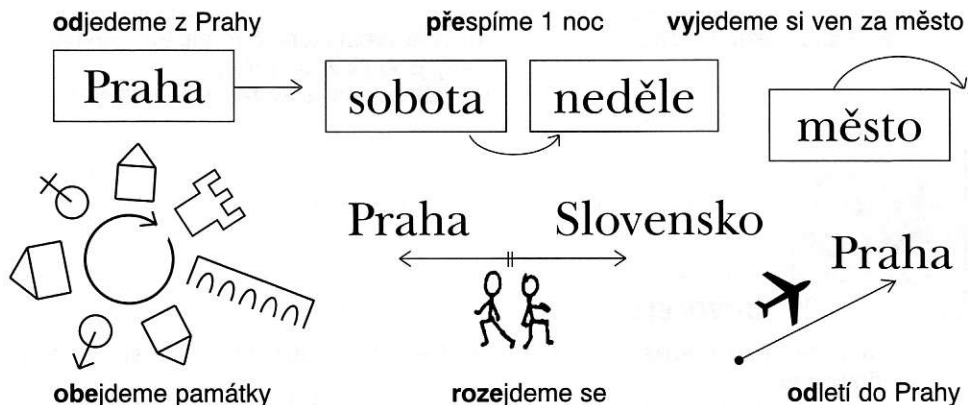 odjedeme z Prahy
přespíme 1 noc
vyjedeme si ven za město
Praha
sobota
neděle
město
Praha
Slovensko
Praha
obejdeme památky
rozejdeme se
odletí do Prahy